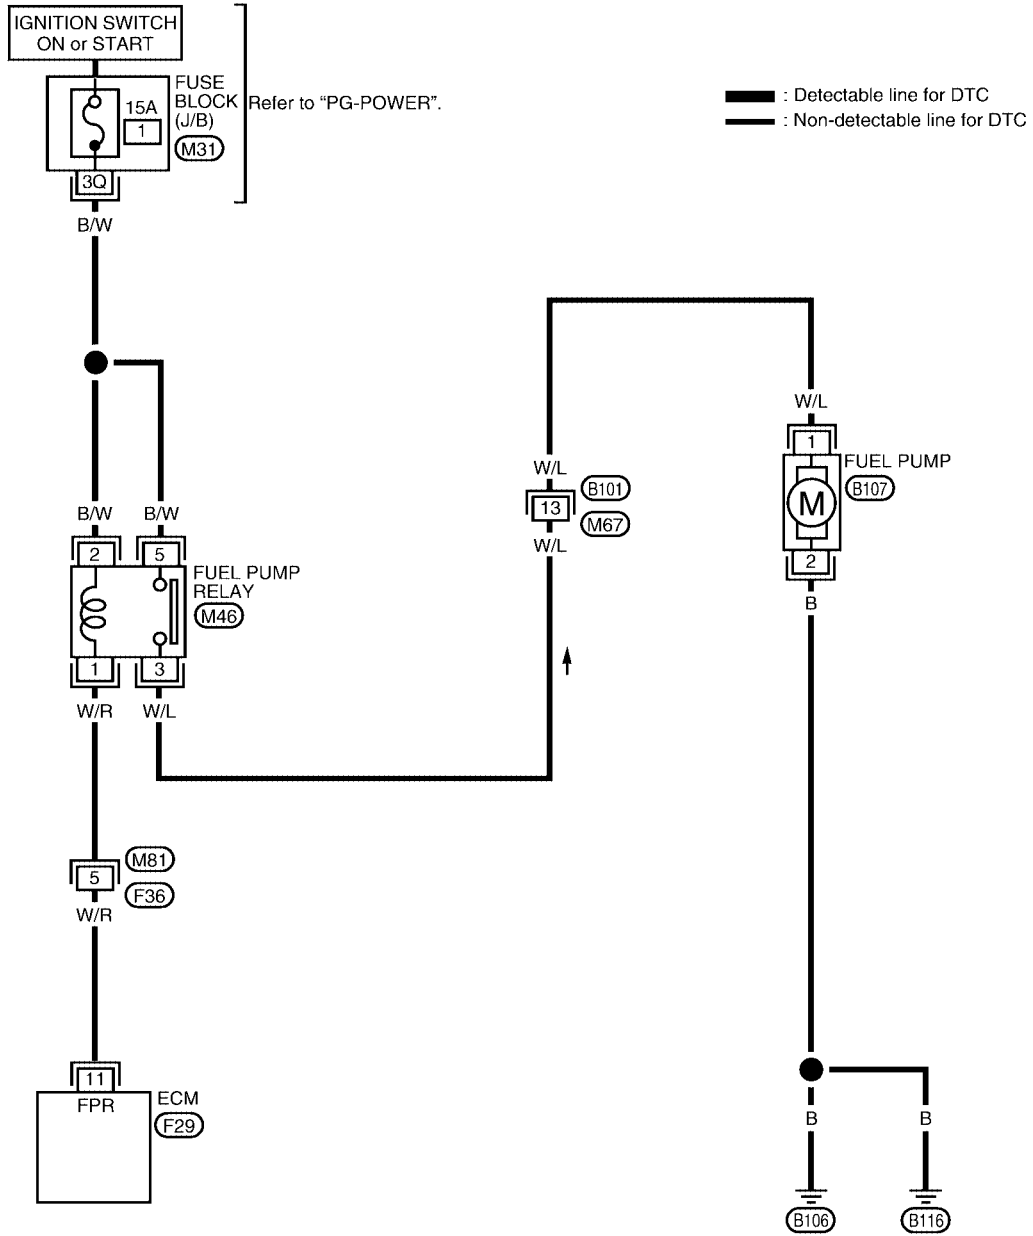 IGNITION SWITCH
ON or START
FUSE
BLOCK
(J/B)
M31
15A
1
3Q
Refer to “PG-POWER”.
: Detectable line for DTC
: Non-detectable line for DTC
B/W
B/W
B/W
2
5
FUEL PUMP
RELAY
M46
1
3
W/R
W/L
W/L
13
B101
M67
W/L
W/L
1
FUEL PUMP
B107
M
2
B
M81
5
F36
W/R
11
FPR
ECM
F29
B
B
B106
B116